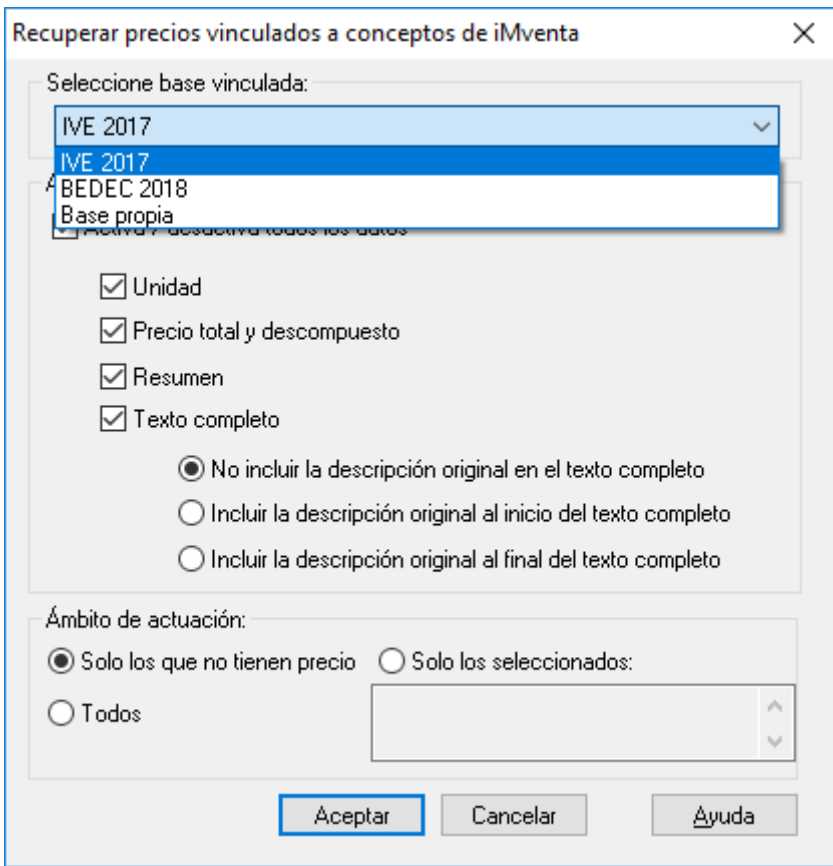 Recuperar precios vinculados a conceptos de iMventa
Seleccione base vinculada:
IVE 2017
IVE 2017
BEDEC 2018
Base propia
Unidad
Precio total y descompuesto
Resumen
Texto completo
No incluir la descripción original en el texto completo
Incluir la descripción original al inicio del texto completo
Incluir la descripción original al final del texto completo
Ámbito de actuación:
Solo los que no tienen precio Solo los seleccionados:
Todos
Aceptar Cancelar Ayuda